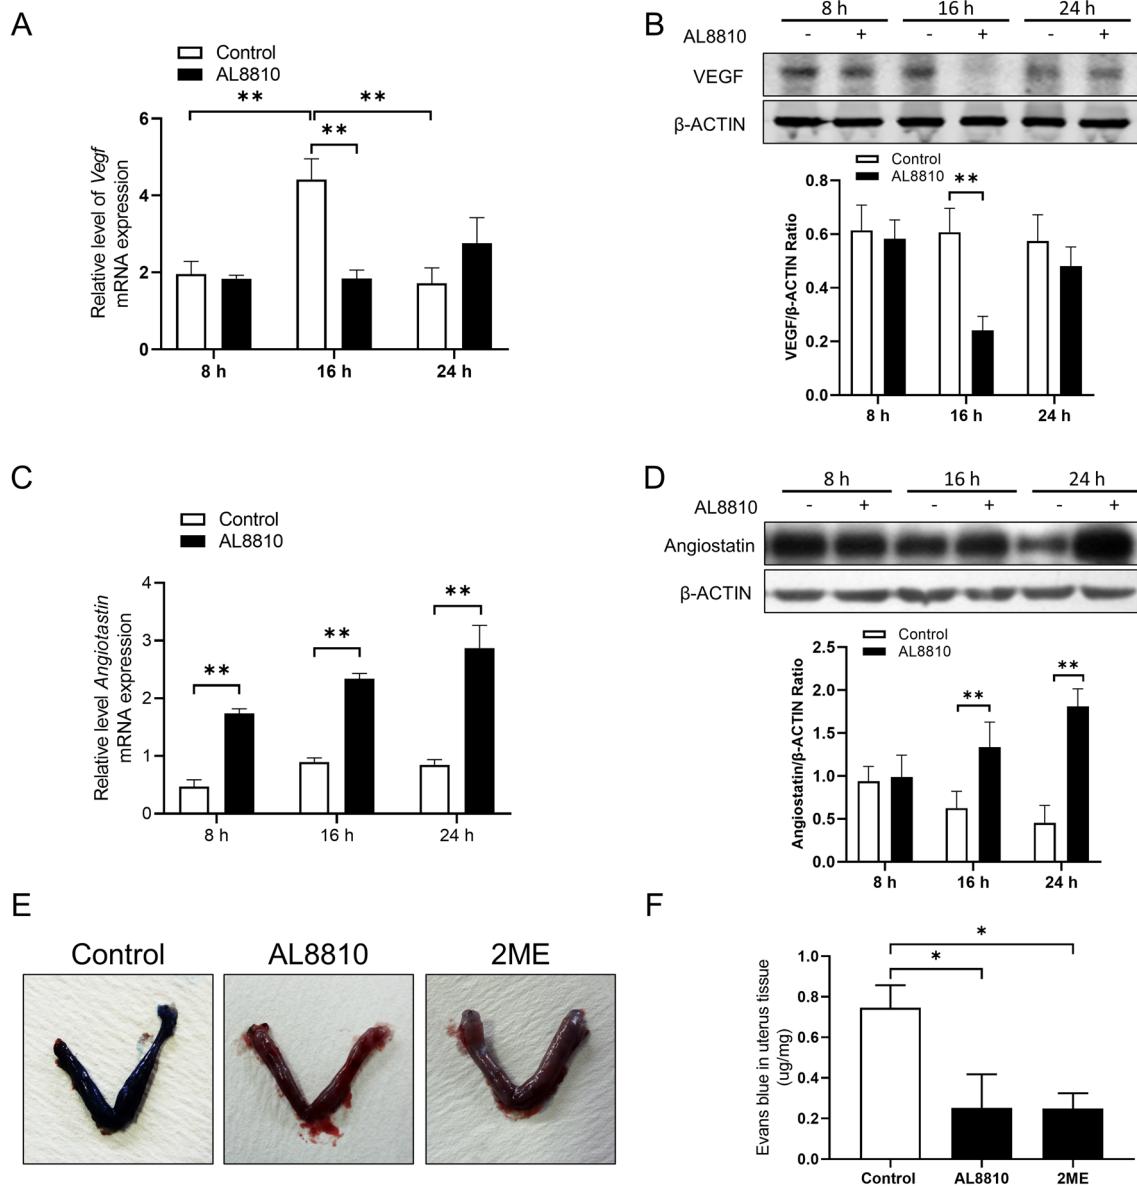 A
Control
AL8810
** **
**
6
4
2
0
Relative level of Vegf
mRNA expression
8 h 16 h 24 h
B
8 h 16 h 24 h
AL8810 - + - + - +
VEGF
β-ACTIN
Control
AL8810
**
0.8
0.6
0.4
0.2
0.0
VEGF/β-ACTIN Ratio
8 h 16 h 24 h
C
Control
AL8810
** ** **
4
3
2
1
0
Relative level Angiotastin
mRNA expression
8 h 16 h 24 h
D
8 h 16 h 24 h
AL8810 - + - + - +
Angiostatin
β-ACTIN
Control
AL8810
** **
2.5
2.0
1.5
1.0
0.5
0.0
Angiostatin/β-ACTIN Ratio
8 h 16 h 24 h
E
Control AL8810 2ME
F
*
*
1.0
0.8
0.6
0.4
0.2
0.0
Evans blue in uterus tissue
(ug/mg)
Control AL8810 2ME